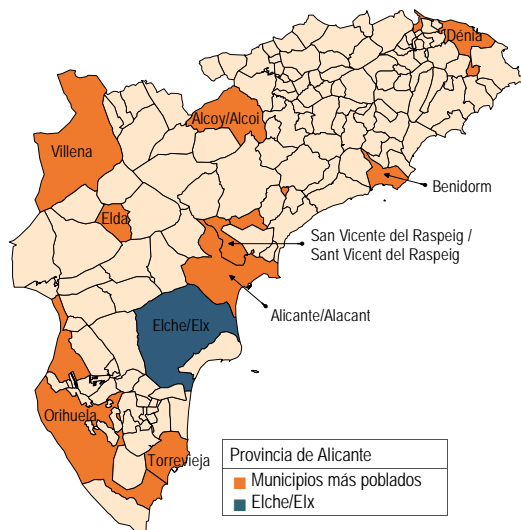 Dénia
Alcoy/Alcoi
Villena
Benidorm
Elda
San Vicente del Raspeig /
Sant Vicent del Raspeig
Alicante/Alacant
Elche/Elx
Orihuela
Torrevieja
Provincia de Alicante
Municipios más poblados
Elche/Elx